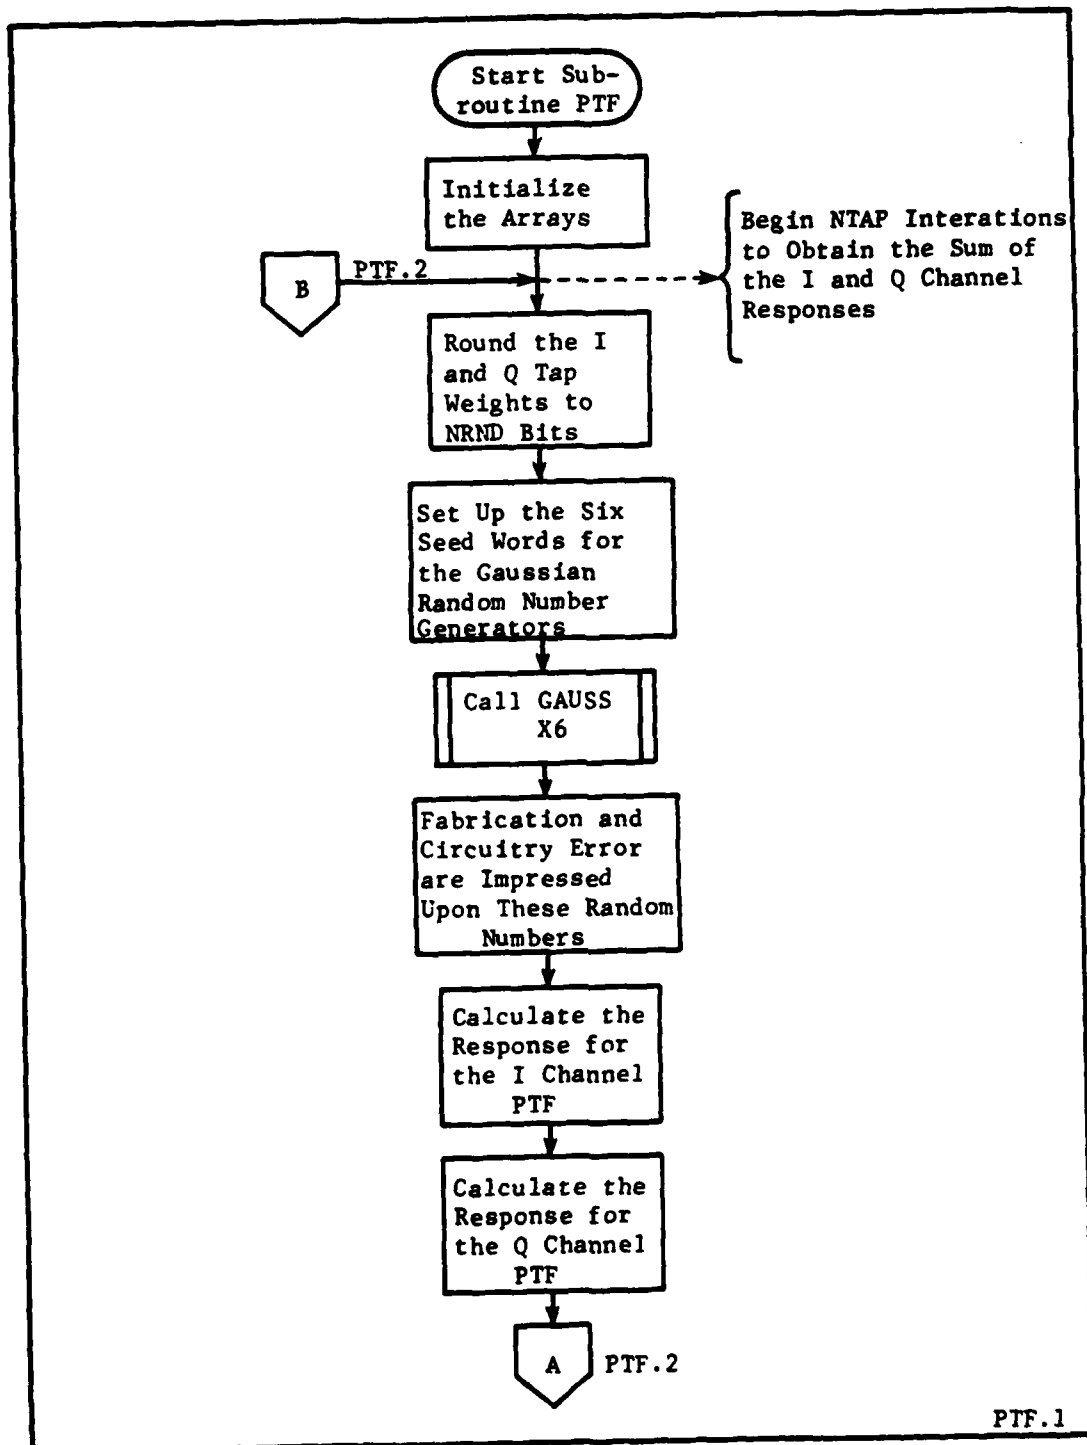 Start Sub-
routine PTF
Initialize
the Arrays
B
PTF.2
Begin NTAP Interations
to Obtain the Sum of
the I and Q Channel
Responses
Round the I
and Q Tap
Weights to
NRND Bits
Set Up the Six
Seed Words for
the Gaussian
Random Number
Generators
Call GAUSS
X6
Fabrication and
Circuitry Error
are Impressed
Upon These Random
Numbers
Calculate the
Response for
the I Channel
PTF
Calculate the
Response for
the Q Channel
PTF
A
PTF.2
PTF.1